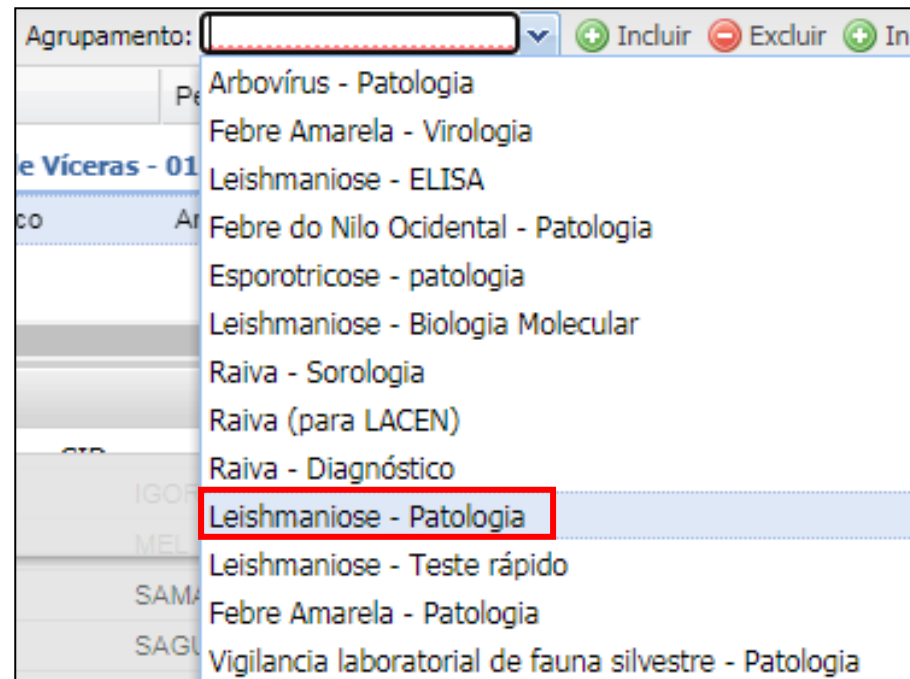 Agrupamento: Incluir Excluir In
Pe
e Víceras - 01
co Ar
Arbovírus - Patologia
Febre Amarela - Virologia
Leishmaniose - ELISA
Febre do Nilo Ocidental - Patologia
Esporotricose - patologia
Leishmaniose - Biologia Molecular
Raiva - Sorologia
Raiva (para LACEN)
Raiva - Diagnóstico
Leishmaniose - Patologia
Leishmaniose - Teste rápido
Febre Amarela - Patologia
Vigilancia laboratorial de fauna silvestre - Patologia
IGOR
MEL
SAMA
SAGU